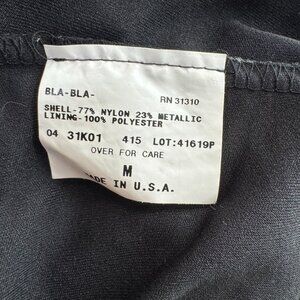 BLA-BLA- RN 31310
SHELL-77% NYLON 23% METALLIC
LINING-100% POLYESTER
04 31K01 415 LOT:41619P
OVER FOR CARE
M
MADE IN U.S.A.